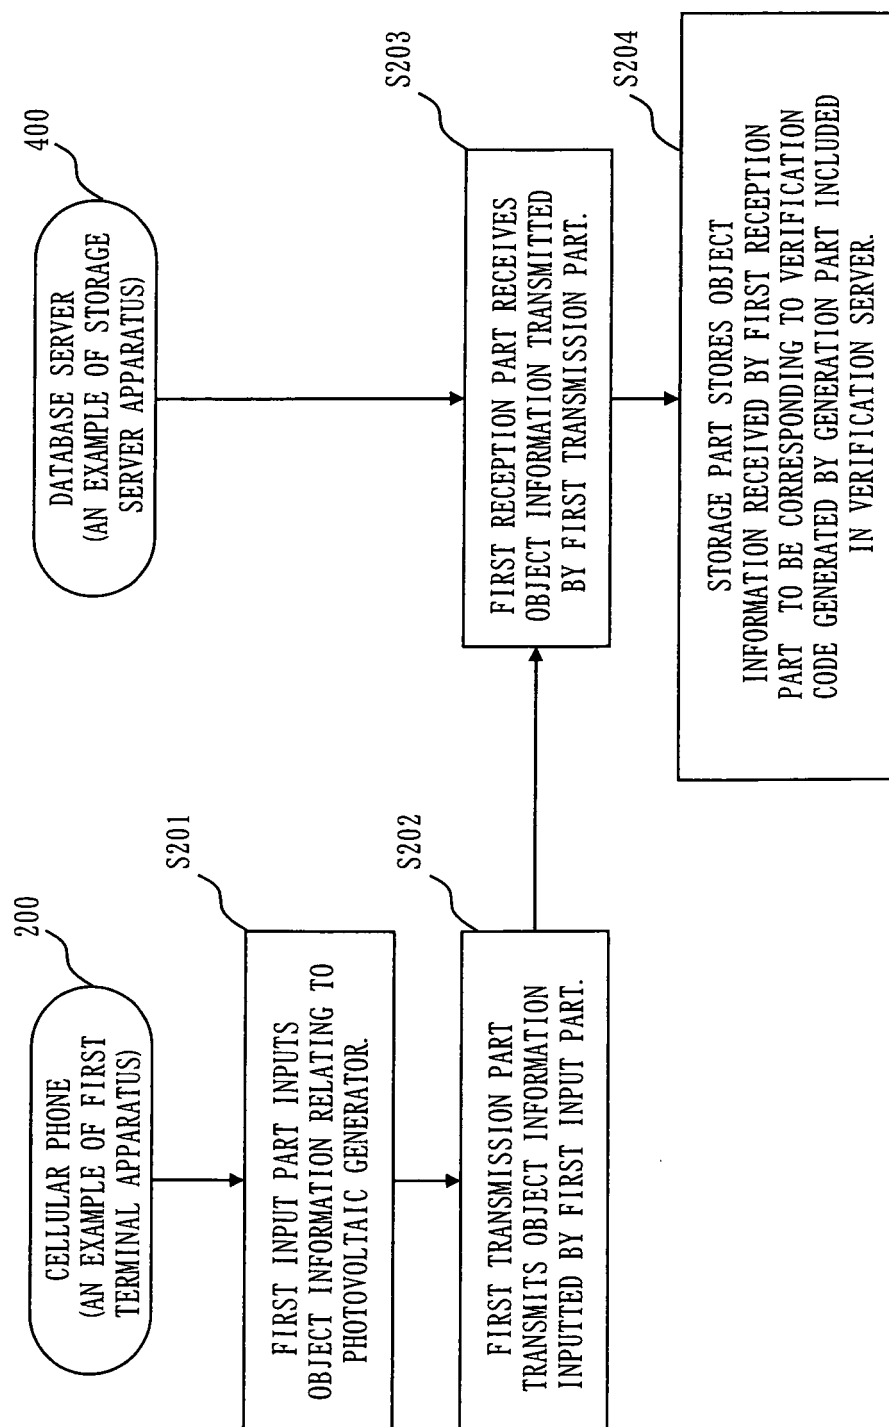 200
CELLULAR PHONE
(AN EXAMPLE OF FIRST
TERMINAL APPARATUS)
S201
FIRST INPUT PART INPUTS
OBJECT INFORMATION RELATING TO
PHOTOVOLTAIC GENERATOR.
S202
FIRST TRANSMISSION PART
TRANSMITS OBJECT INFORMATION
INPUTTED BY FIRST INPUT PART.
400
DATABASE SERVER
(AN EXAMPLE OF STORAGE
SERVER APPARATUS)
S203
FIRST RECEPTION PART RECEIVES
OBJECT INFORMATION TRANSMITTED
BY FIRST TRANSMISSION PART.
S204
STORAGE PART STORES OBJECT
INFORMATION RECEIVED BY FIRST RECEPTION
PART TO BE CORRESPONDING TO VERIFICATION
CODE GENERATED BY GENERATION PART INCLUDED
IN VERIFICATION SERVER.